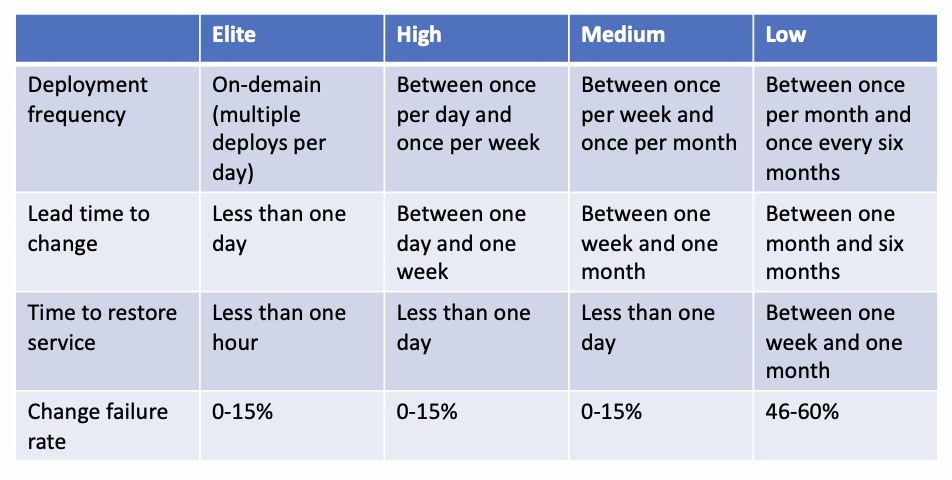 Elite
High
Medium
Low
Deployment
frequency
On-demain
(multiple
deploys per
day)
Between once
per day and
once per week
Between once
per week and
once per month
Between once
per month and
once every six
months
Lead time to
change
Less than one
day
Between one
day and one
week
Between one
week and one
month
Between one
month and six
months
Time to restore
service
Less than one
hour
Less than one
day
Less than one
day
Between one
week and one
month
Change failure
rate
0-15%
0-15%
0-15%
46-60%